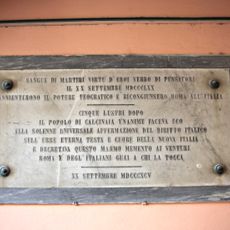 SANGUE DI MARTIRI VIRTU D'EROI VERBO DI PENSATORI
IL XX SETTEMBRE MDCCCLXX
ANNIENTARONO IL POTERE TEOCRATICO E RICONGIUNSERO ROMA ALL'ITALIA
CINQUE LUSTRI DOPO
IL POPOLO DI CALCINAIA UNANIME FACEVA ECO
ALLA SOLENNE UNIVERSALE AFFERMAZIONE DEL DIRITTO ITALICO
NELL'URBE ETERNA TESTA E CUORE DELLA NUOVA ITALIA
E DECRETAVA QUESTO MARMO MEMENTO AI VENTURI
ROMA È DEGL'ITALIANI GUAI A CHI LA TOCCA
XX SETTEMBRE MDCCCXCV